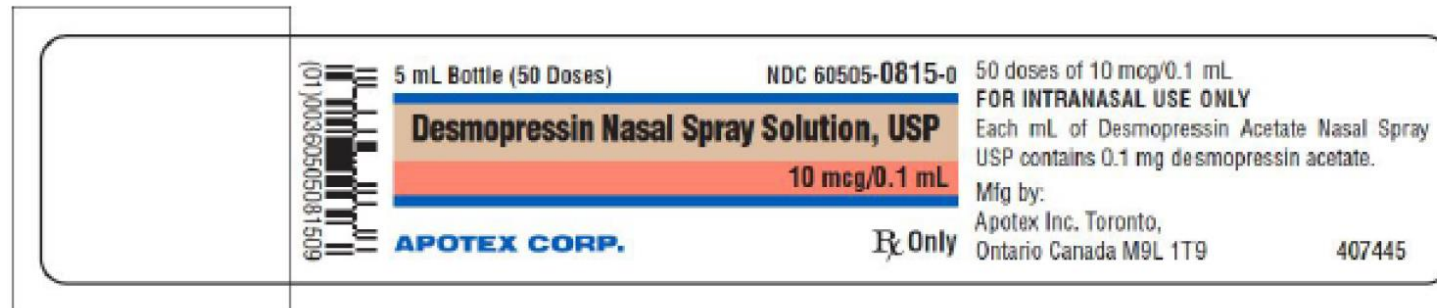 (01)00360505081509
5 mL Bottle (50 Doses) NDC 60505-0815-0
Desmopressin Nasal Spray Solution, USP
10 mcg/0.1 mL
APOTEX CORP. Rx Only
50 doses of 10 mcg/0.1 mL
FOR INTRANASAL USE ONLY
Each mL of Desmopressin Acetate Nasal Spray
USP contains 0.1 mg desmopressin acetate.
Mfg by:
Apotex Inc. Toronto,
Ontario Canada M9L 1T9 407445